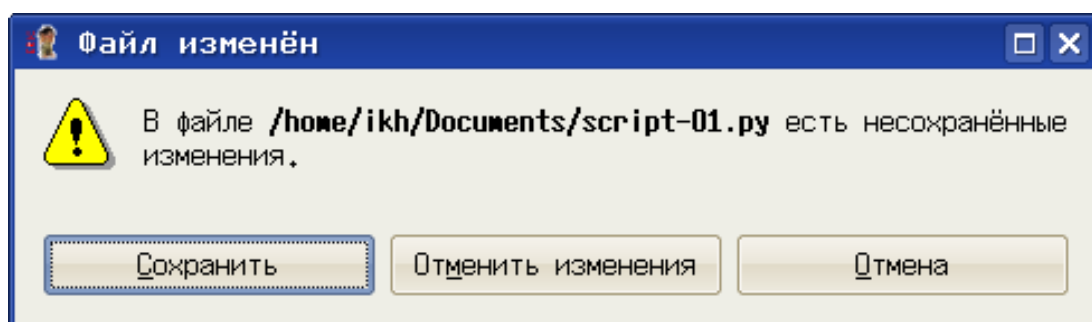 Файл изменён
В файле /home/ikh/Documents/script-01.py есть несохранённые
изменения.
Сохранить
Отменить изменения
Отмена